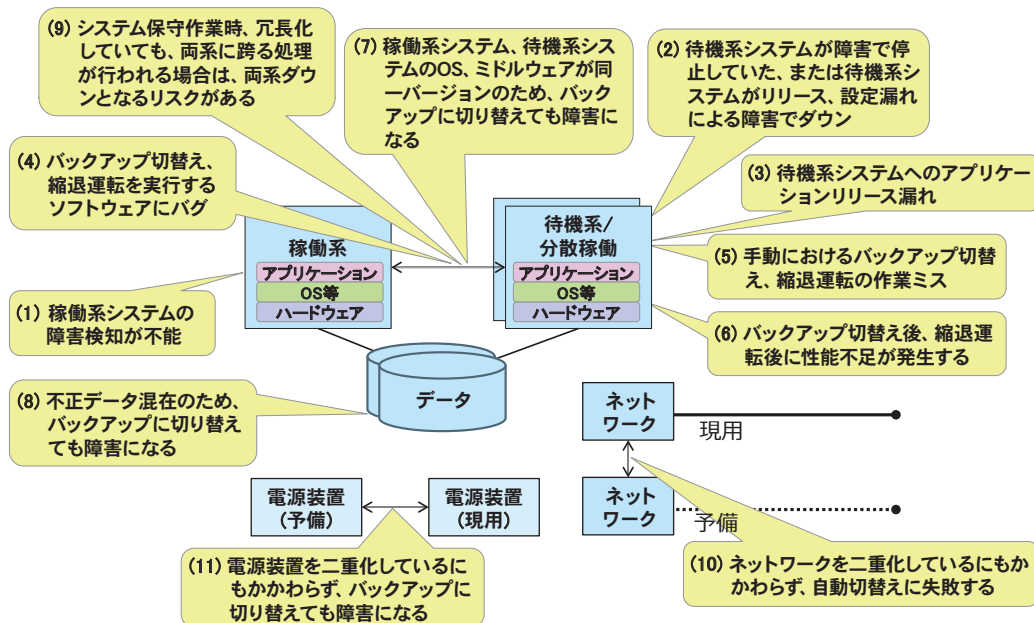 (9) システム保守作業時、冗長化
していても、両系に跨る処理
が行われる場合は、両系ダウ
ンとなるリスクがある
(7) 稼働系システム、待機系シス
テムのOS、ミドルウェアが同
一バージョンのため、バック
アップに切り替えても障害に
なる
(2) 待機系システムが障害で停
止していた、または待機系シ
ステムがリリース、設定漏れ
による障害でダウン
(4) バックアップ切替え、
縮退運転を実行する
ソフトウェアにバグ
(3) 待機系システムへのアプリケー
ションリリース漏れ
稼働系
アプリケーション
OS等
ハードウェア
待機系/
分散稼働
アプリケーション
OS等
ハードウェア
(5) 手動におけるバックアップ切替
え、縮退運転の作業ミス
(1) 稼働系システムの
障害検知が不能
(6) バックアップ切替え後、縮退運
転後に性能不足が発生する
データ
(8) 不正データ混在のため、
バックアップに切り替え
ても障害になる
ネット
ワーク
現用
ネット
ワーク
予備
電源装置
(予備)
電源装置
(現用)
(11) 電源装置を二重化しているに
もかかわらず、バックアップに
切り替えても障害になる
(10) ネットワークを二重化しているにもか
かわらず、自動切替えに失敗する